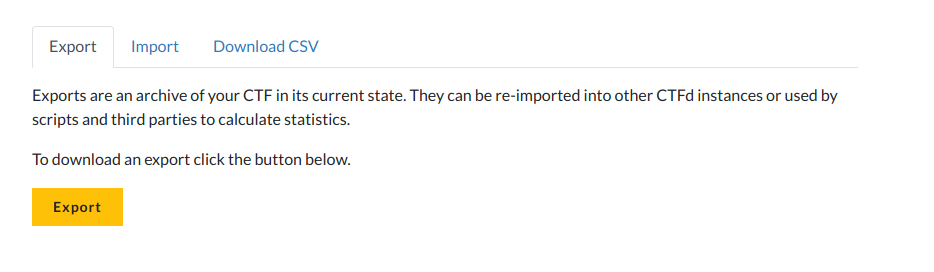 Export Import Download CSV
Exports are an archive of your CTF in its current state. They can be re-imported into other CTFd instances or used by
scripts and third parties to calculate statistics.
To download an export click the button below.
Export